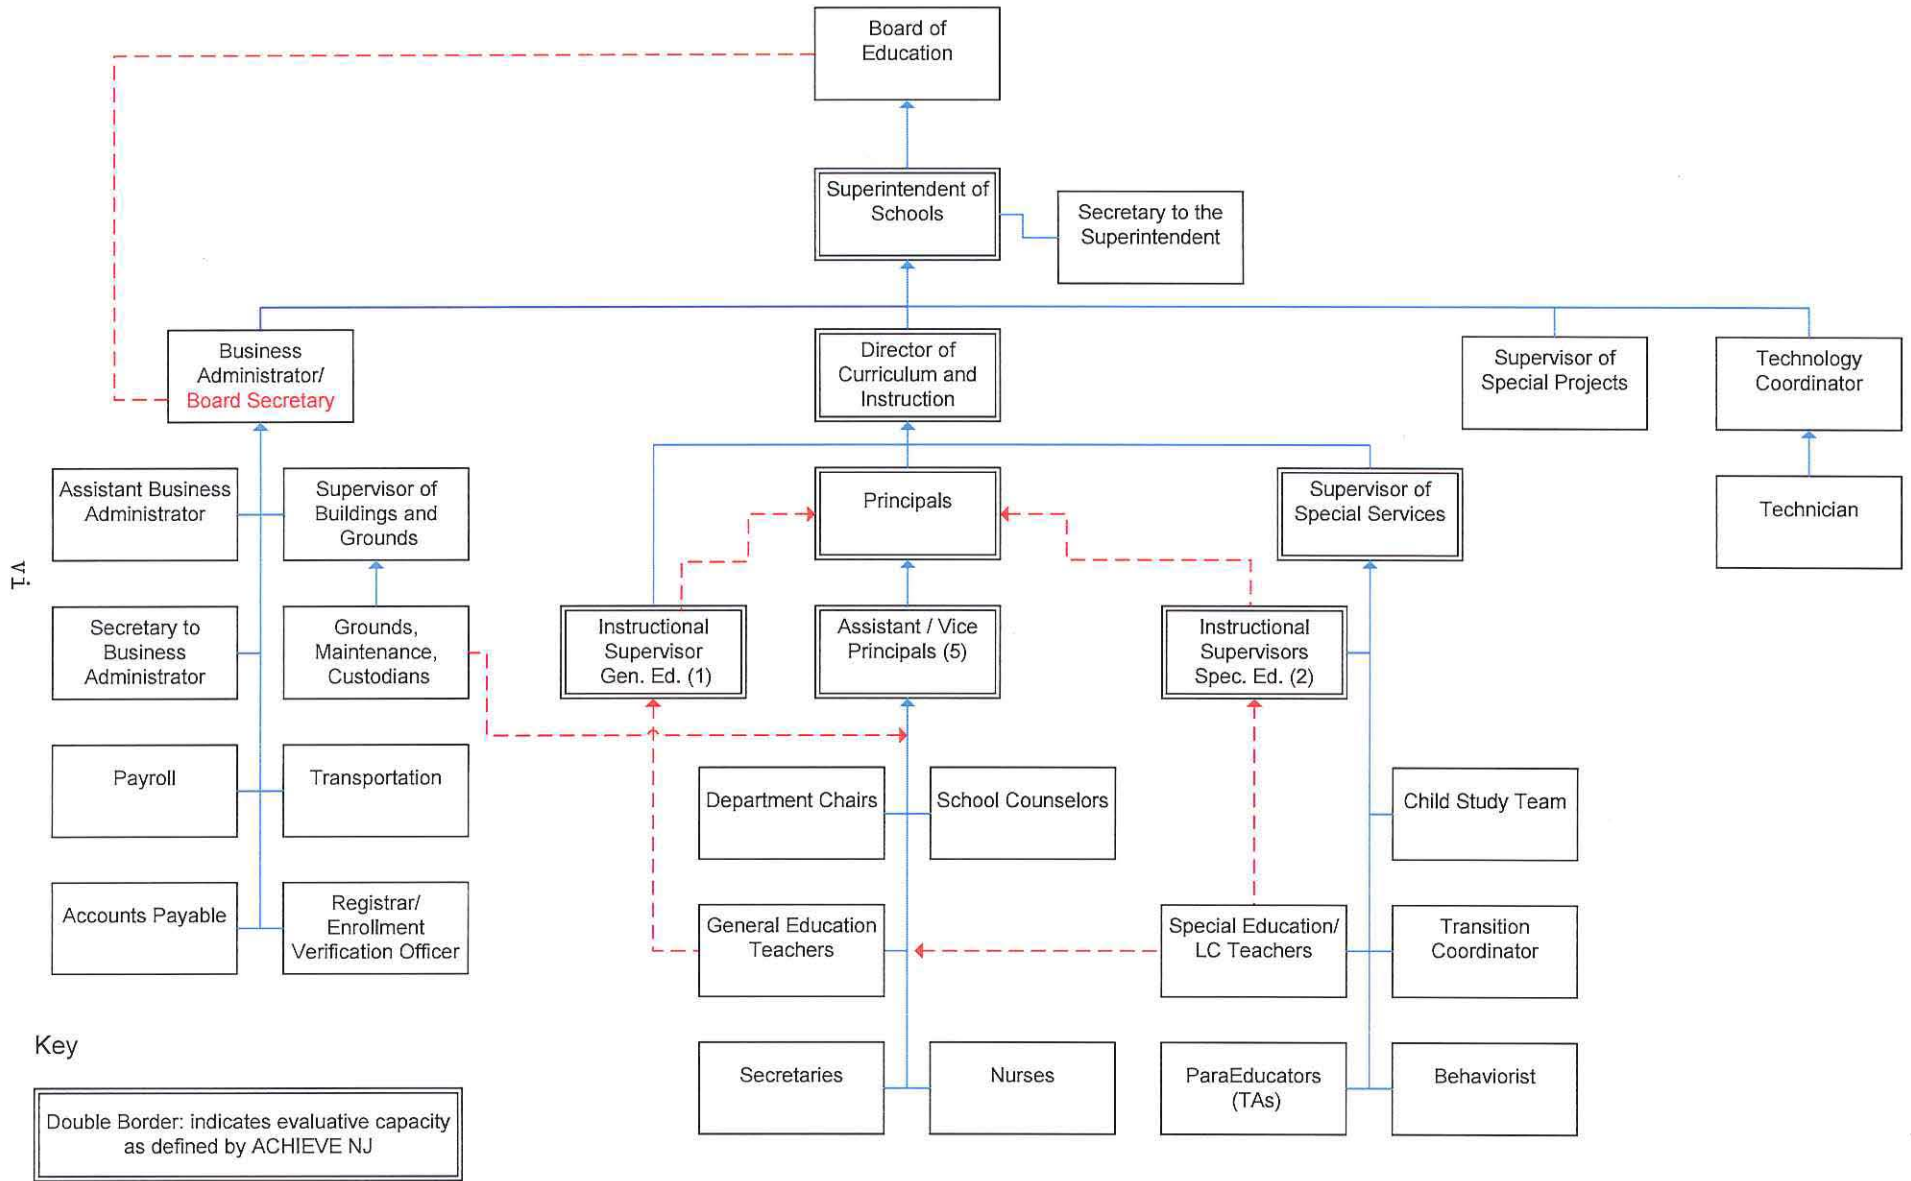 Board of
Education
Superintendent of
Schools
Secretary to the
Superintendent
Business
Administrator/
Board Secretary
Director of
Curriculum and
Instruction
Supervisor of
Special Projects
Technology
Coordinator
Assistant Business
Administrator
Supervisor of
Buildings and
Grounds
Principals
Supervisor of
Special Services
Technician
vi
Secretary to
Business
Administrator
Grounds,
Maintenance,
Custodians
Instructional
Supervisor
Gen. Ed. (1)
Assistant / Vice
Principals (5)
Instructional
Supervisors
Spec. Ed. (2)
Payroll
Transportation
Department Chairs
School Counselors
Child Study Team
Accounts Payable
Registrar/
Enrollment
Verification Officer
General Education
Teachers
Special Education/
LC Teachers
Transition
Coordinator
Key
Secretaries
Nurses
ParaEducators
(TAs)
Behaviorist
Double Border: indicates evaluative capacity
as defined by ACHIEVE NJ